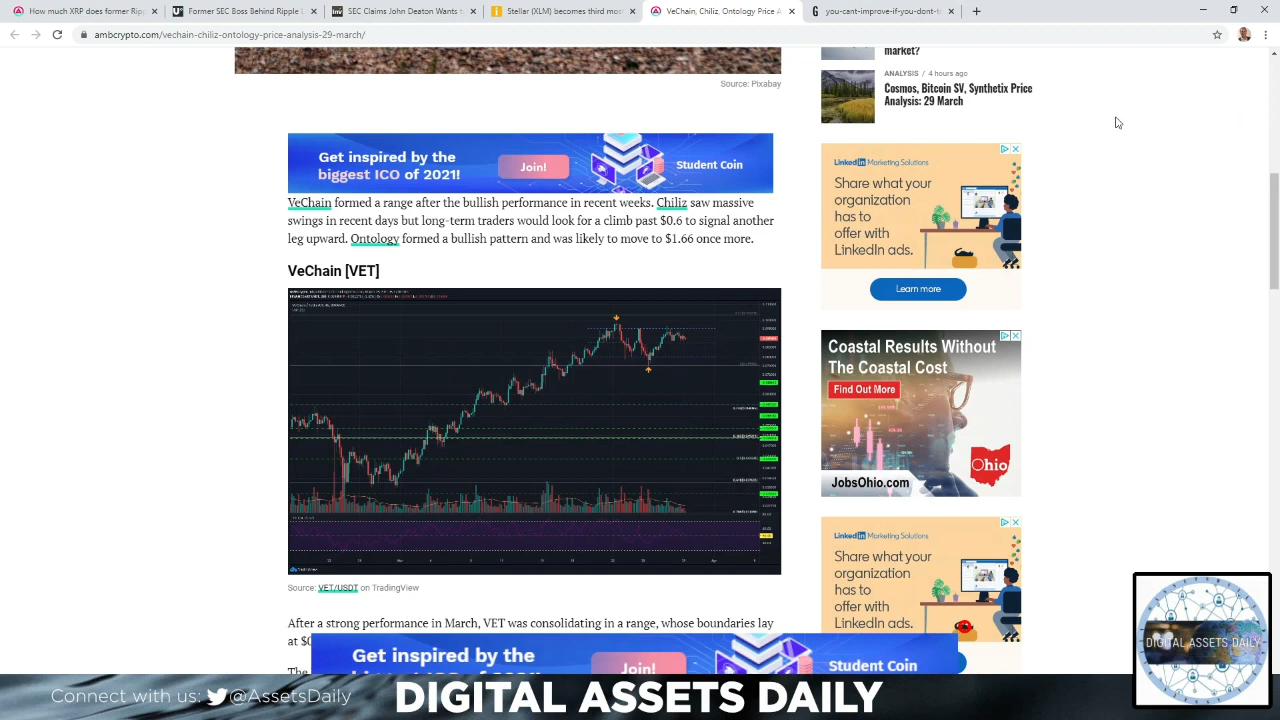 How much XRP does former Rip
Former SEC Boss Behind Ripple L
SEC Claims John Deaton Wants
Stellar (XLM) becomes third mo
VeChain, Chiliz, Ontology Price A
you-can-improve-if-you-don-t
ambcrypto.com/vechain-chiliz-ontology-price-analysis-29-march/
Source: Pixabay
market?
ANALYSIS / 4 hours ago
Cosmos, Bitcoin SV, Synthetix Price
Analysis: 29 March
Get inspired by the
biggest ICO of 2021!
Join!
Student Coin
VeChain formed a range after the bullish performance in recent weeks. Chiliz saw massive
swings in recent days but long-term traders would look for a climb past $0.6 to signal another
leg upward. Ontology formed a bullish pattern and was likely to move to $1.66 once more.
VeChain [VET]
TradingView
Source: VET/USDT on TradingView
After a strong performance in March, VET was consolidating in a range, whose boundaries lay
at $0
The
LinkedIn Marketing Solutions
Share what your
organization
has to
offer with
LinkedIn ads.
Learn more
Coastal Results Without
The Coastal Cost
Find Out More
Ohio
JobsOhio.com
LinkedIn Marketing Solutions
Share what your
organization
has to
offer with
LinkedIn ads.
Get inspired by the
Join!
Student Coin
DIGITAL ASSETS DAILY
Connect with us: @AssetsDaily
DIGITAL ASSETS DAILY